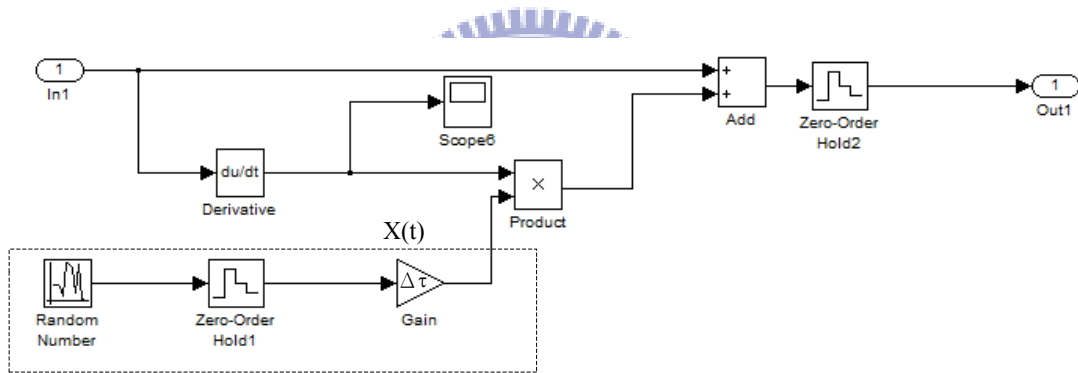 1
In1
+
+
Add
Zero-Order
Hold2
1
Out1
Scope6
du/dt
Derivative
×
Product
X(t)
Random
Number
Zero-Order
Hold1
Δτ
Gain